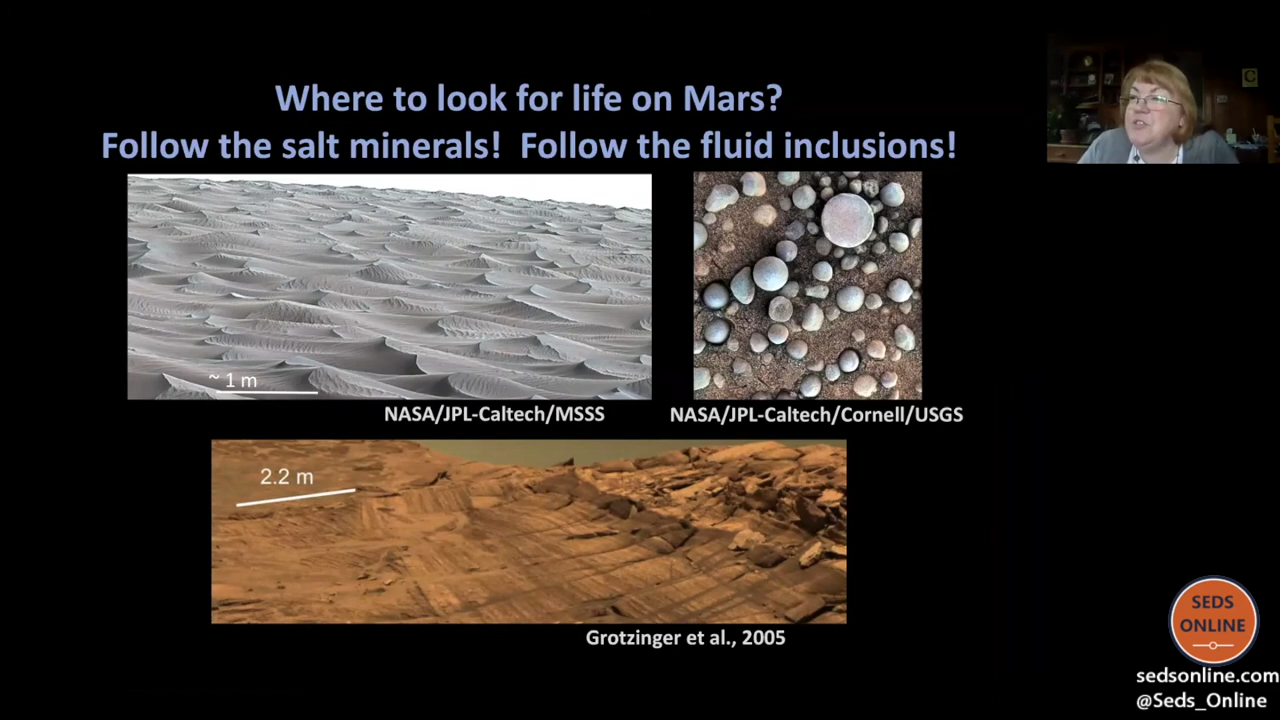 Where to look for life on Mars?
Follow the salt minerals!  Follow the fluid inclusions!
~ 1 m
NASA/JPL-Caltech/MSSS
NASA/JPL-Caltech/Cornell/USGS
2.2 m
Grotzinger et al., 2005
C
SEDS
ONLINE
sedsonline.com
@Seds_Online